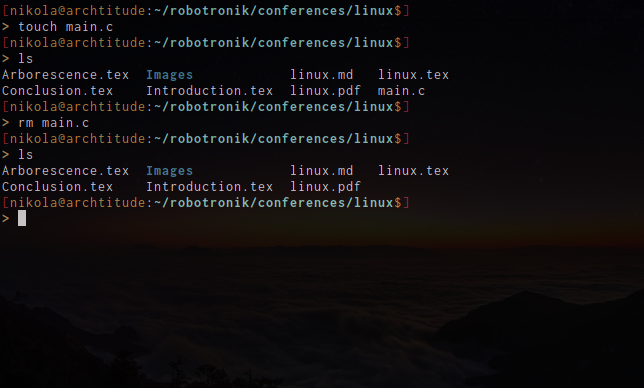 [nikola@archtitude:~/robotronik/conferences/linux$]
> touch main.c
[nikola@archtitude:~/robotronik/conferences/linux$]
> ls
Arborescence.tex  Images            linux.md   linux.tex
Conclusion.tex    Introduction.tex  linux.pdf  main.c
[nikola@archtitude:~/robotronik/conferences/linux$]
> rm main.c
[nikola@archtitude:~/robotronik/conferences/linux$]
> ls
Arborescence.tex  Images            linux.md   linux.tex
Conclusion.tex    Introduction.tex  linux.pdf
[nikola@archtitude:~/robotronik/conferences/linux$]
>